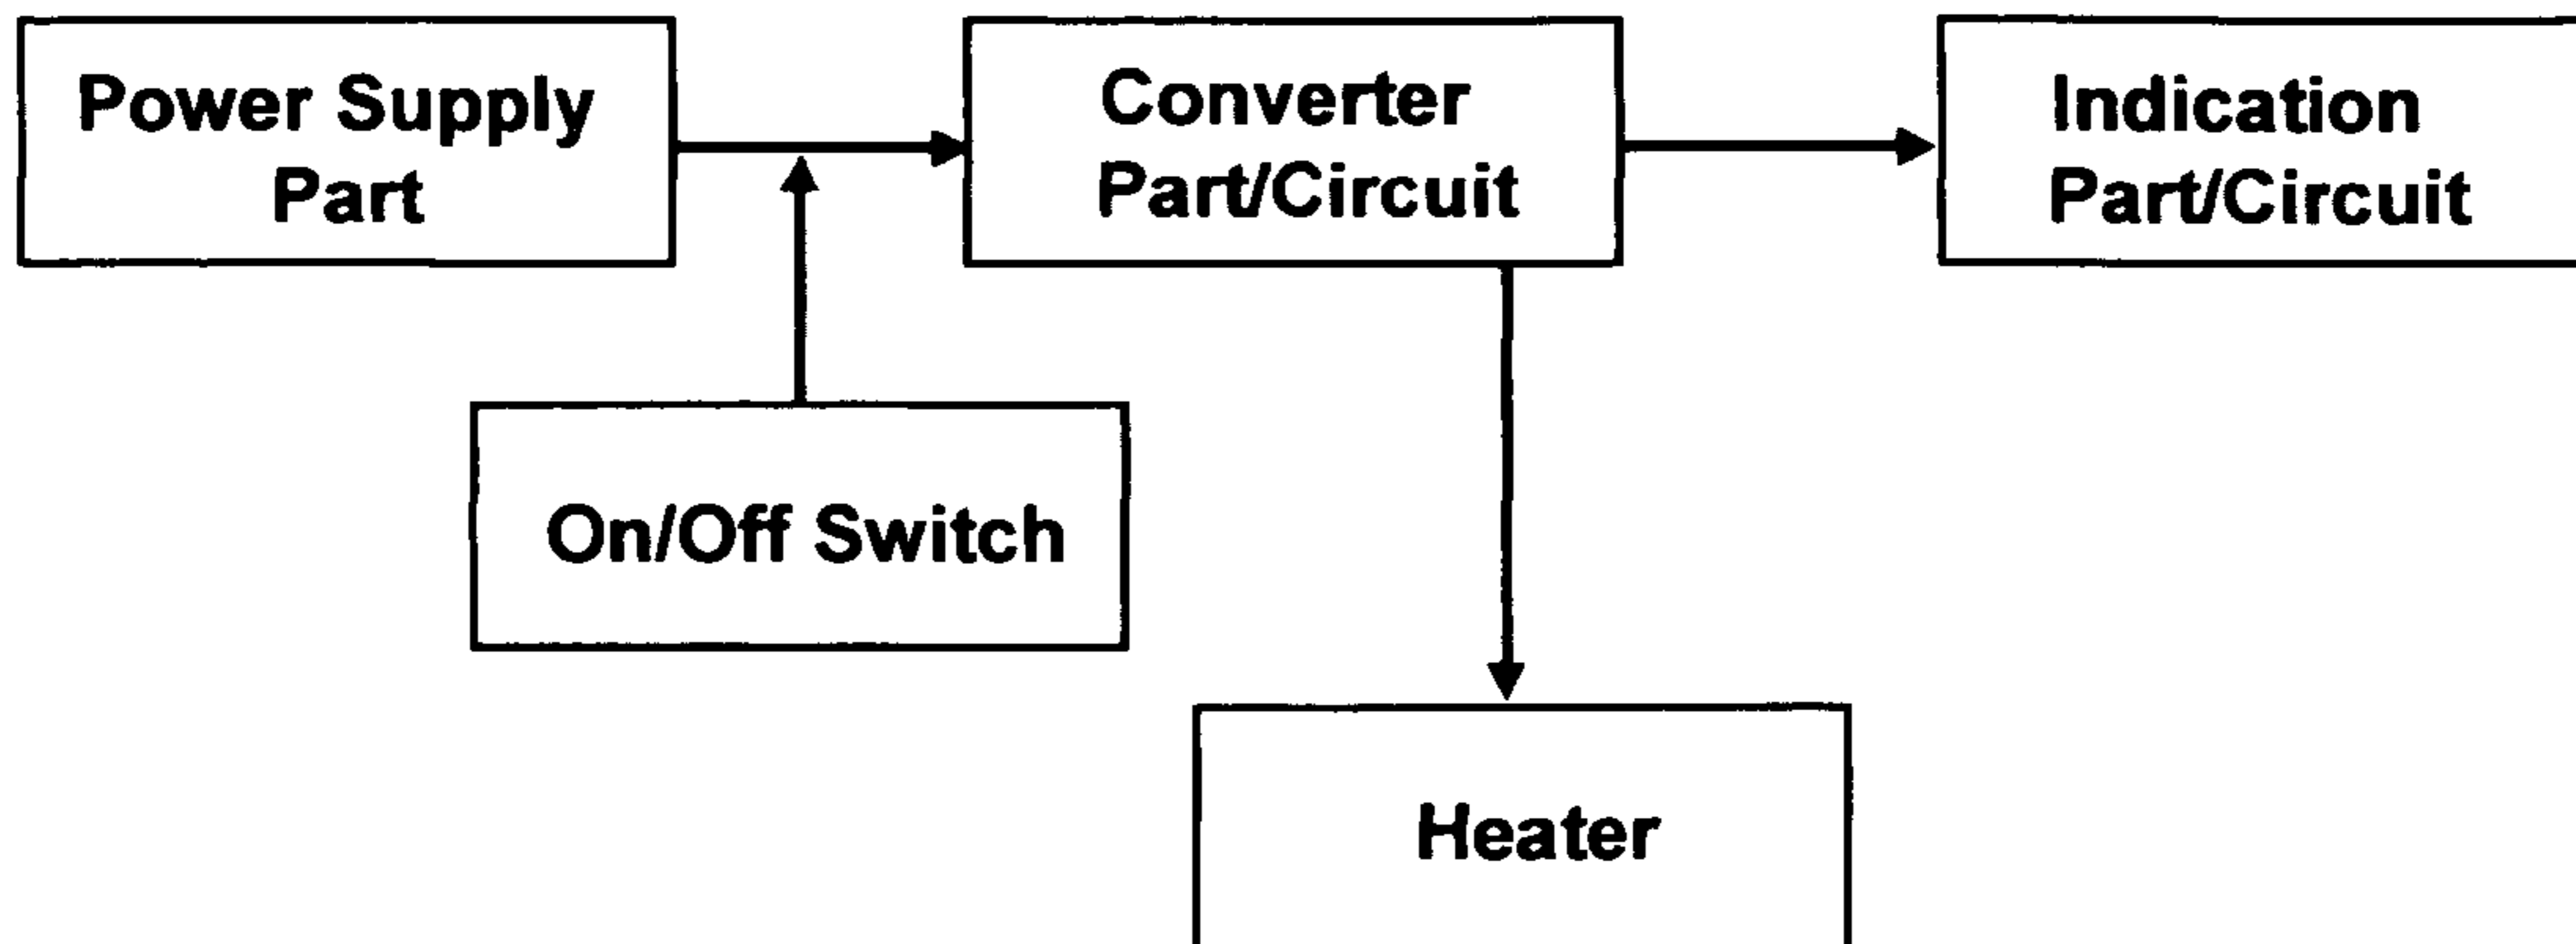 Power Supply
Part
Converter
Part/Circuit
Indication
Part/Circuit
On/Off Switch
Heater